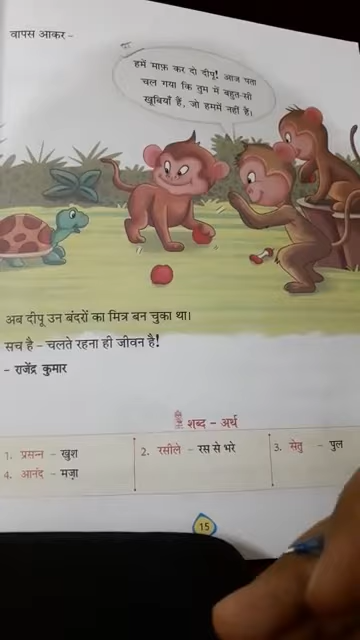 वापस आकर –
हमें माफ़ कर दो दीपू! आज पता
चल गया कि तुम में बहुत-सी
खूबियाँ हैं, जो हममें नहीं हैं।
अब दीपू उन बंदरों का मित्र बन चुका था।
सच है – चलते रहना ही जीवन है!
– राजेंद्र कुमार
शब्द – अर्थ
1. प्रसन्न – खुश 2. रसीले – रस से भरे 3. सेतु – पुल
4. आनंद – मज़ा
15